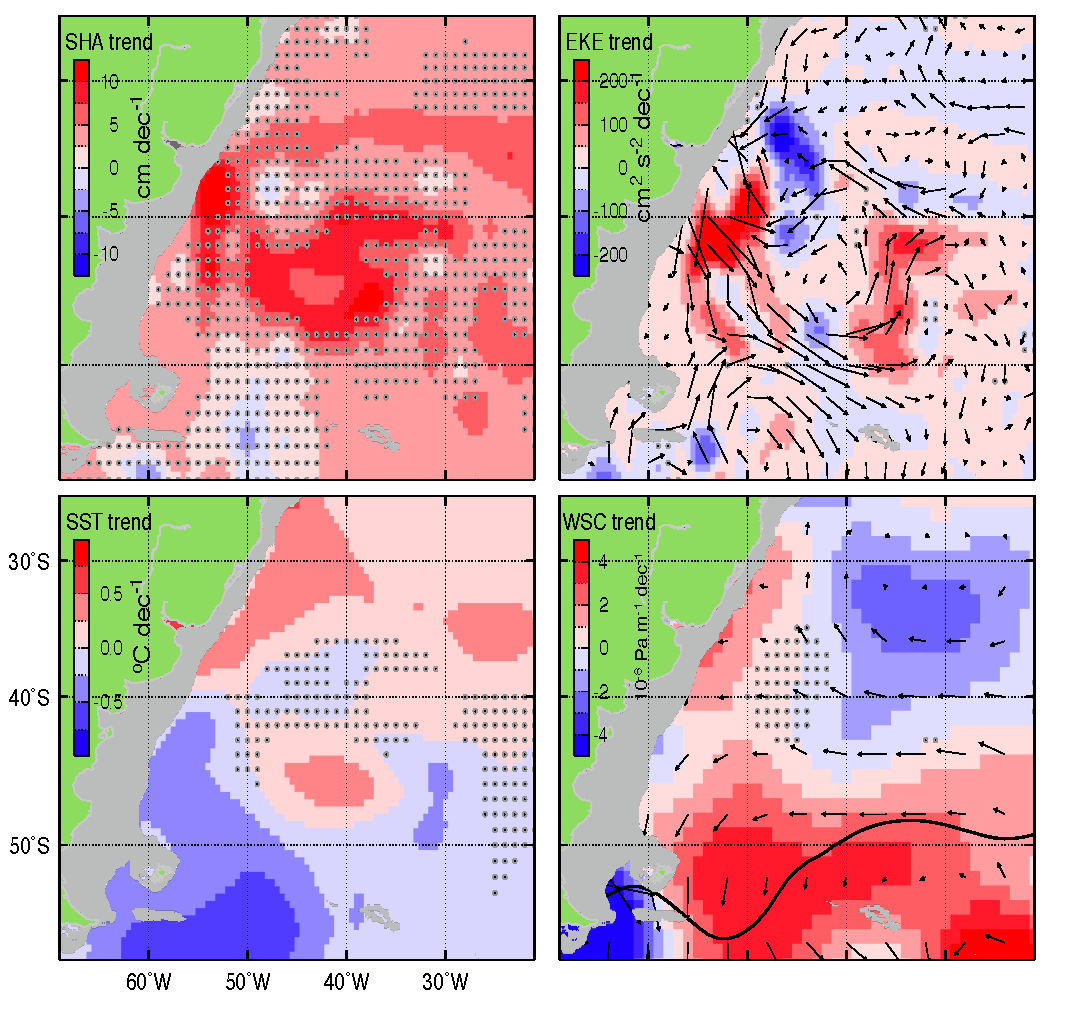 SHA trend
10
5
0
-5
-10
cm dec-1
EKE trend
200
100
0
-100
-200
cm2 s-2 dec-1
SST trend
0.5
0.0
-0.5
ºC dec-1
30°S
40°S
50°S
60°W
50°W
40°W
30°W
WSC trend
4
2
0
-2
-4
10-8 Pa m-1 dec-1